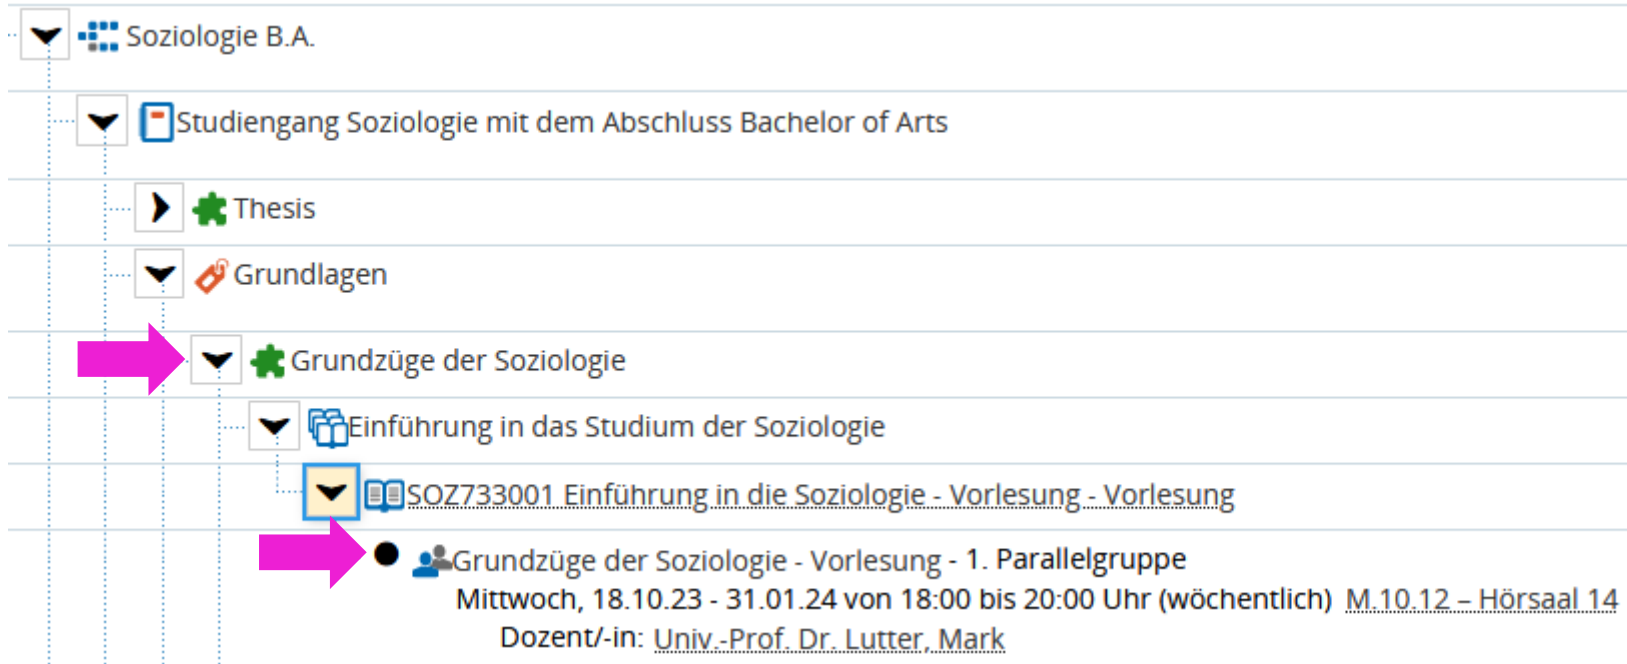 Soziologie B.A.
Studiengang Soziologie mit dem Abschluss Bachelor of Arts
Thesis
Grundlagen
Grundzüge der Soziologie
Einführung in das Studium der Soziologie
SOZ733001 Einführung in die Soziologie - Vorlesung - Vorlesung
Grundzüge der Soziologie - Vorlesung - 1. Parallelgruppe
Mittwoch, 18.10.23 - 31.01.24 von 18:00 bis 20:00 Uhr (wöchentlich) M.10.12 – Hörsaal 14
Dozent/-in: Univ.-Prof. Dr. Lutter, Mark